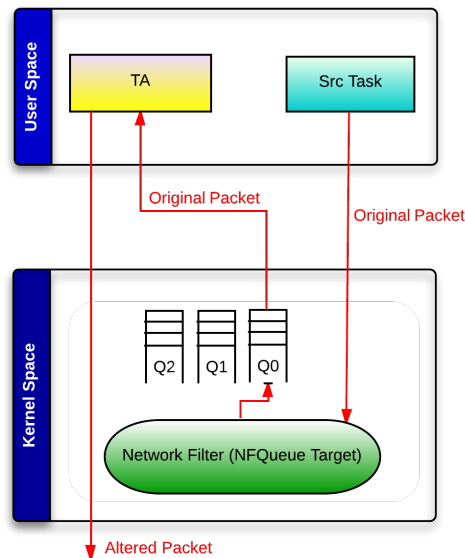 User Space
TA
Src Task
Original Packet
Original Packet
Kernel Space
Q2
Q1
Q0
Network Filter (NFQueue Target)
Altered Packet